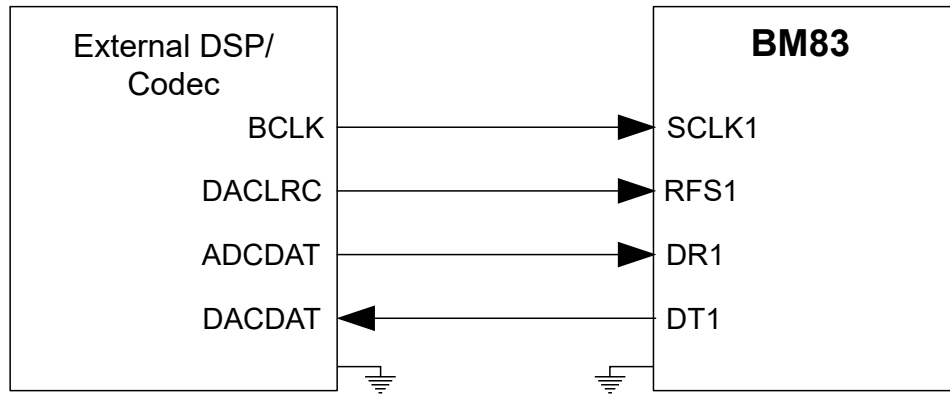 External DSP/
Codec
BM83
BCLK
SCLK1
DACLRC
RFS1
ADCDAT
DR1
DACDAT
DT1